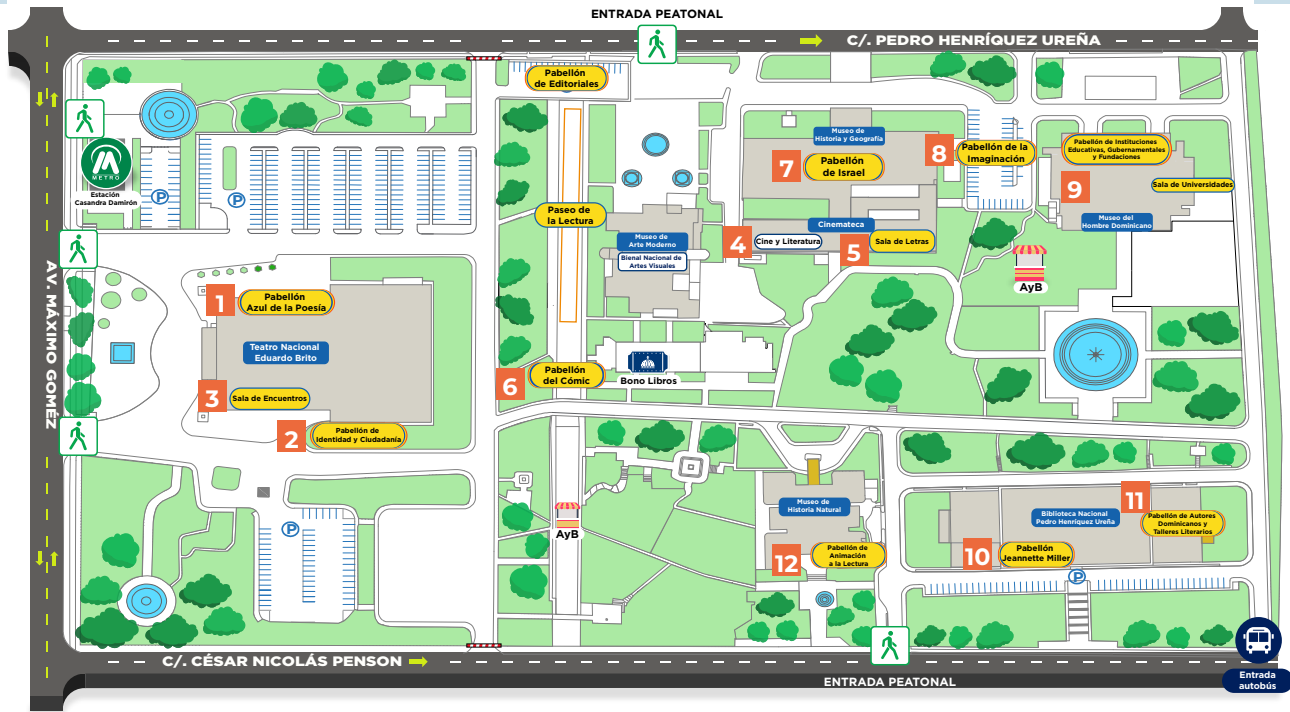 ENTRADA PEATONAL
C/. PEDRO HENRÍQUEZ UREÑA
Pabellón
de Editoriales
METRO
Estación
Casandra Damirón
P
P
Museo de
Historia y Geografía
7
Pabellón
de Israel
8
Pabellón de la
Imaginación
Pabellón de Instituciones
Educativas, Gubernamentales
y Fundaciones
9
Sala de Universidades
Museo del
Hombre Dominicano
Paseo de
la Lectura
Museo de
Arte Moderno
Bienal Nacional de
Artes Visuales
Cinemateca
4
Cine y Literatura
5
Sala de Letras
AyB
AV. MÁXIMO GOMÉZ
1
Pabellón
Azul de la Poesía
Teatro Nacional
Eduardo Brito
3
Sala de Encuentros
2
Pabellón de
Identidad y Ciudadanía
6
Pabellón
del Cómic
Bono Libros
P
AyB
Museo de
Historia Natural
12
Pabellón de
Animación
a la Lectura
Biblioteca Nacional
Pedro Henríquez Ureña
11
Pabellón de Autores
Dominicanos y
Talleres Literarios
10
Pabellón
Jeannette Miller
P
C/. CÉSAR NICOLÁS PENSON
ENTRADA PEATONAL
Entrada
autobús